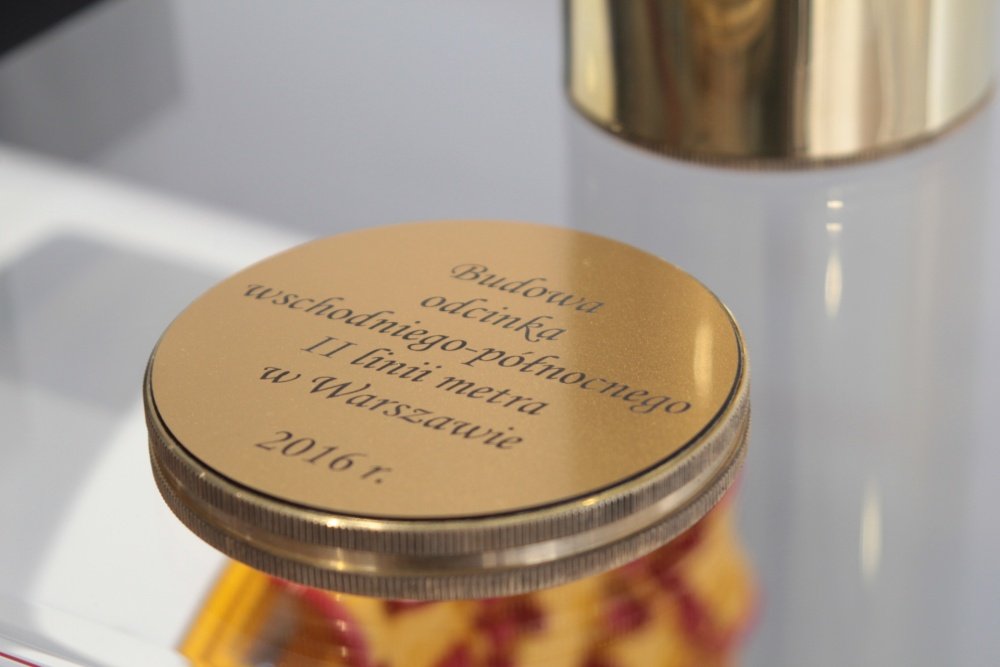 Budowa
odcinka
wschodniego-północnego
II linii metra
w Warszawie
2016 r.